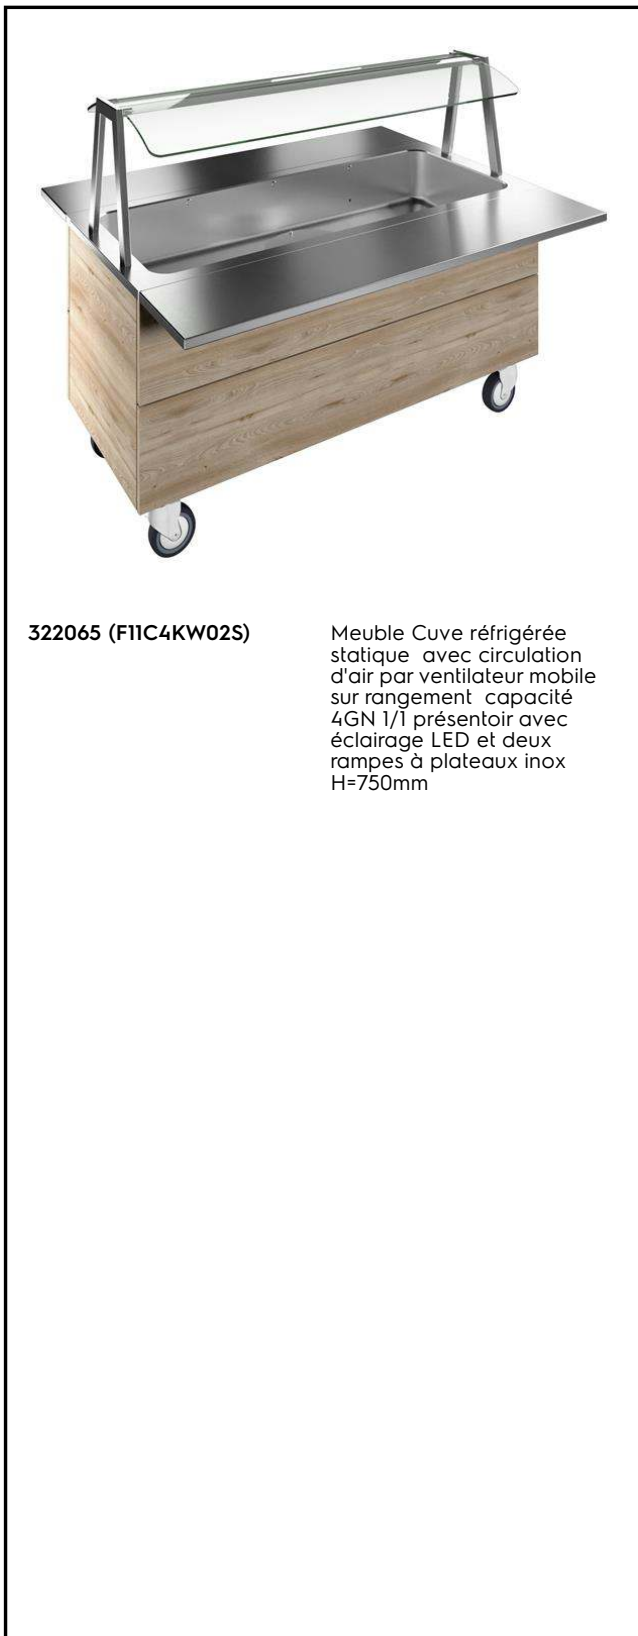 322065 (F11C4KW02S)
Meuble Cuve réfrigérée
statique  avec circulation
d'air par ventilateur mobile
sur rangement  capacité
4GN 1/1 présentoir avec
éclairage LED et deux
rampes à plateaux inox
H=750mm